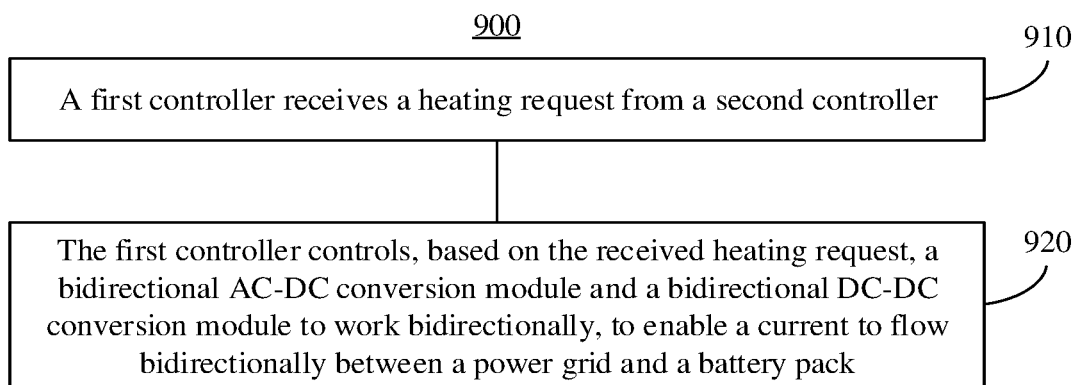 900
910
A first controller receives a heating request from a second controller
920
The first controller controls, based on the received heating request, a
bidirectional AC-DC conversion module and a bidirectional DC-DC
conversion module to work bidirectionally, to enable a current to flow
bidirectionally between a power grid and a battery pack